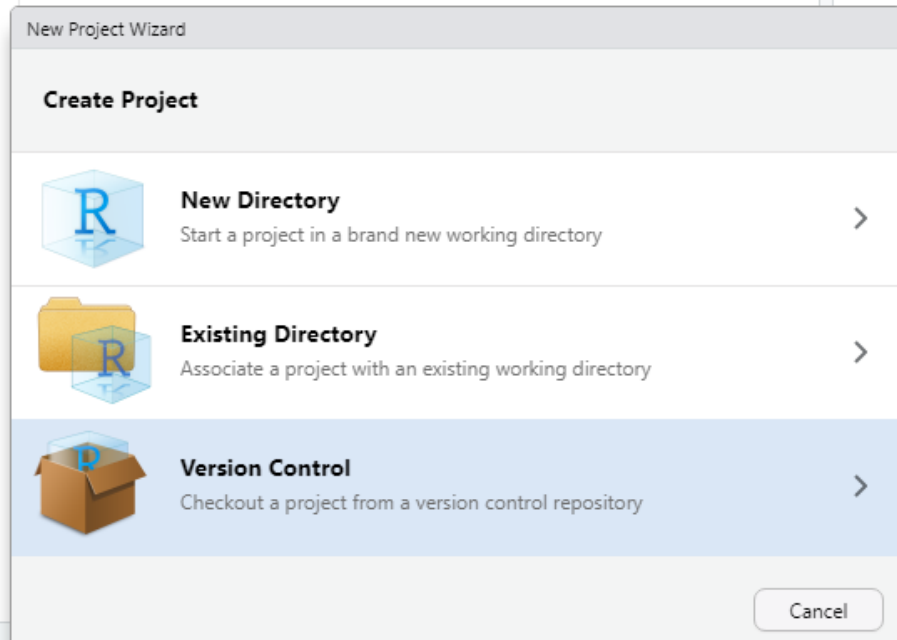 New Project Wizard
Create Project
R
New Directory
Start a project in a brand new working directory
R
Existing Directory
Associate a project with an existing working directory
R
Version Control
Checkout a project from a version control repository
Cancel